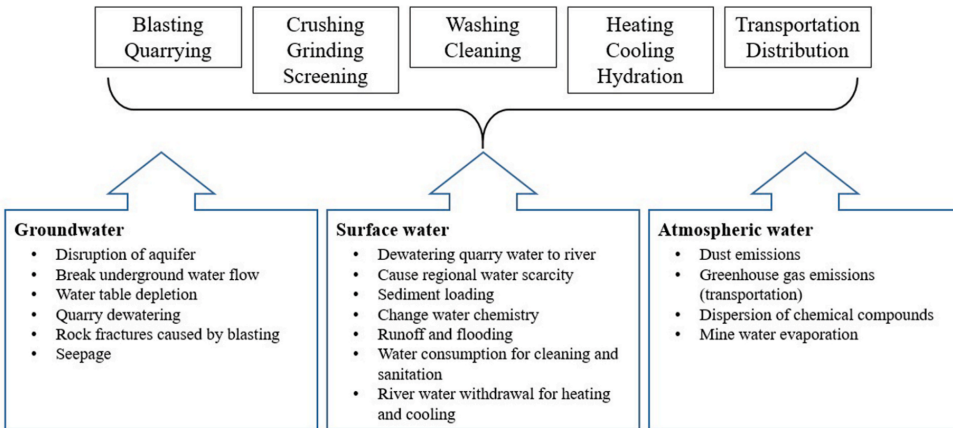 Blasting
Quarrying
Crushing
Grinding
Screening
Washing
Cleaning
Heating
Cooling
Hydration
Transportation
Distribution
Groundwater
• Disruption of aquifer
• Break underground water flow
• Water table depletion
• Quarry dewatering
• Rock fractures caused by blasting
• Seepage
Surface water
• Dewatering quarry water to river
• Cause regional water scarcity
• Sediment loading
• Change water chemistry
• Runoff and flooding
• Water consumption for cleaning and
sanitation
• River water withdrawal for heating
and cooling
Atmospheric water
• Dust emissions
• Greenhouse gas emissions
(transportation)
• Dispersion of chemical compounds
• Mine water evaporation